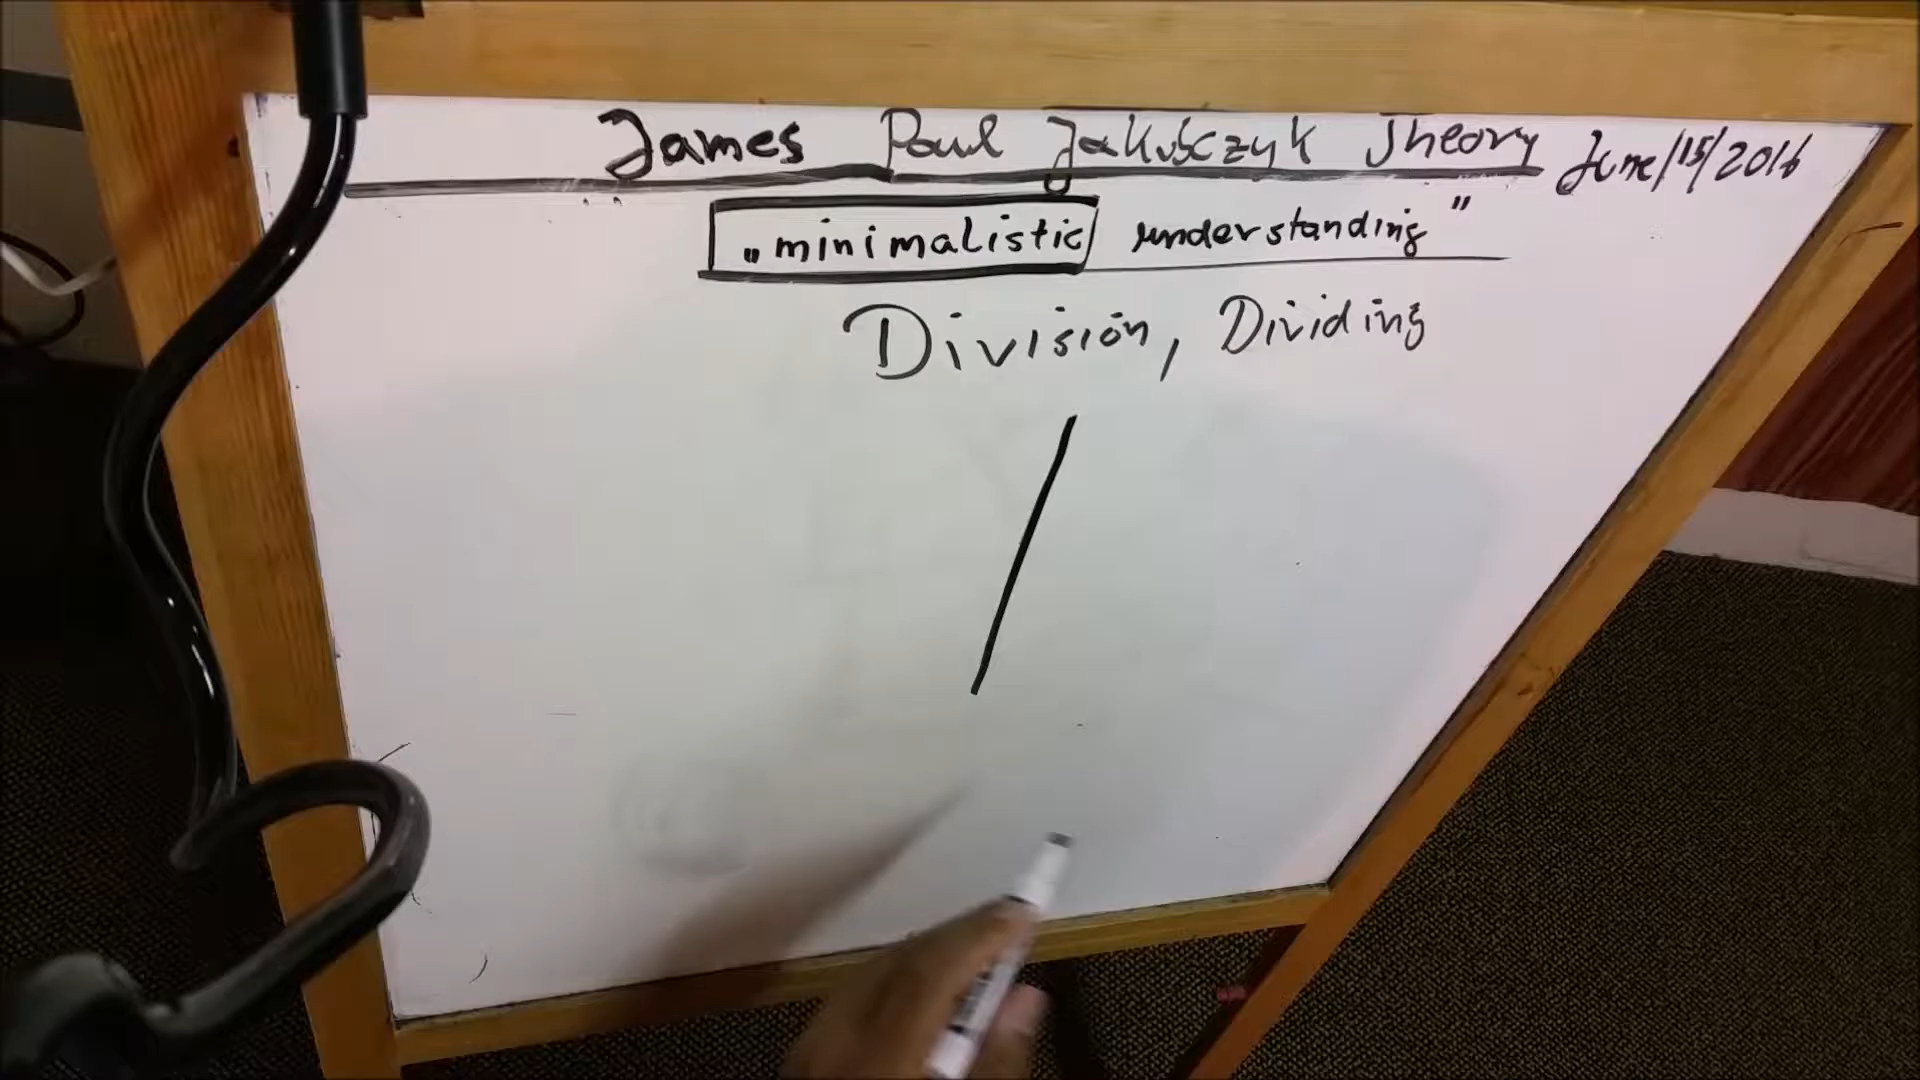 James Paul Jakubczyk Theory June/15/2016
„minimalistic understanding"
Division, Dividing
/